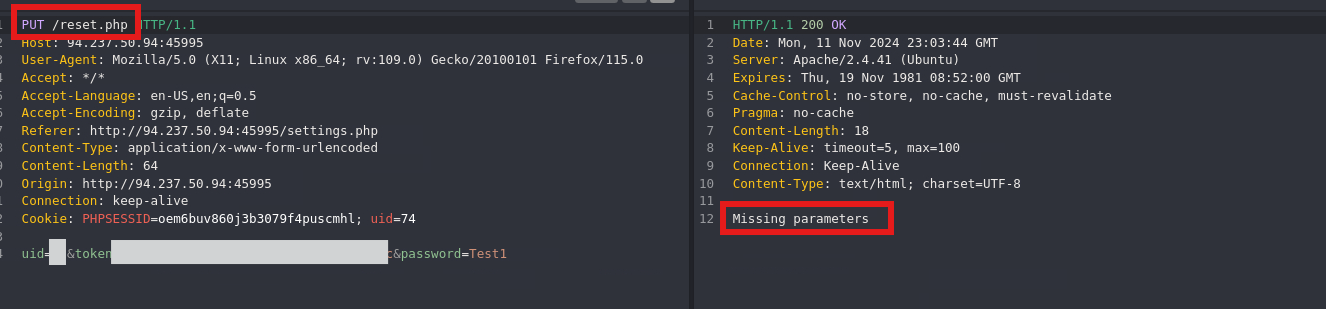 PUT /reset.php HTTP/1.1
Host: 94.237.50.94:45995
User-Agent: Mozilla/5.0 (X11; Linux x86_64; rv:109.0) Gecko/20100101 Firefox/115.0
Accept: */*
Accept-Language: en-US,en;q=0.5
Accept-Encoding: gzip, deflate
Referer: http://94.237.50.94:45995/settings.php
Content-Type: application/x-www-form-urlencoded
Content-Length: 64
Origin: http://94.237.50.94:45995
Connection: keep-alive
Cookie: PHPSESSID=oem6buv860j3b3079f4puscmhl; uid=74
uid= &token c&password=Test1
1 HTTP/1.1 200 OK
2 Date: Mon, 11 Nov 2024 23:03:44 GMT
3 Server: Apache/2.4.41 (Ubuntu)
4 Expires: Thu, 19 Nov 1981 08:52:00 GMT
5 Cache-Control: no-store, no-cache, must-revalidate
6 Pragma: no-cache
7 Content-Length: 18
8 Keep-Alive: timeout=5, max=100
9 Connection: Keep-Alive
10 Content-Type: text/html; charset=UTF-8
11
12 Missing parameters